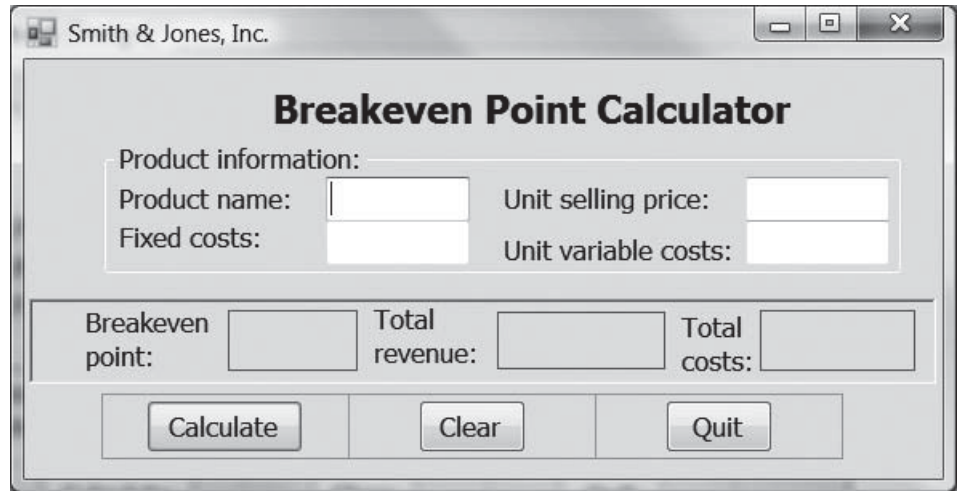 Smith & Jones, Inc.
Breakeven Point Calculator
Product information:
Product name:
Unit selling price:
Fixed costs:
Unit variable costs:
Breakeven
point:
Total
revenue:
Total
costs:
Calculate
Clear
Quit